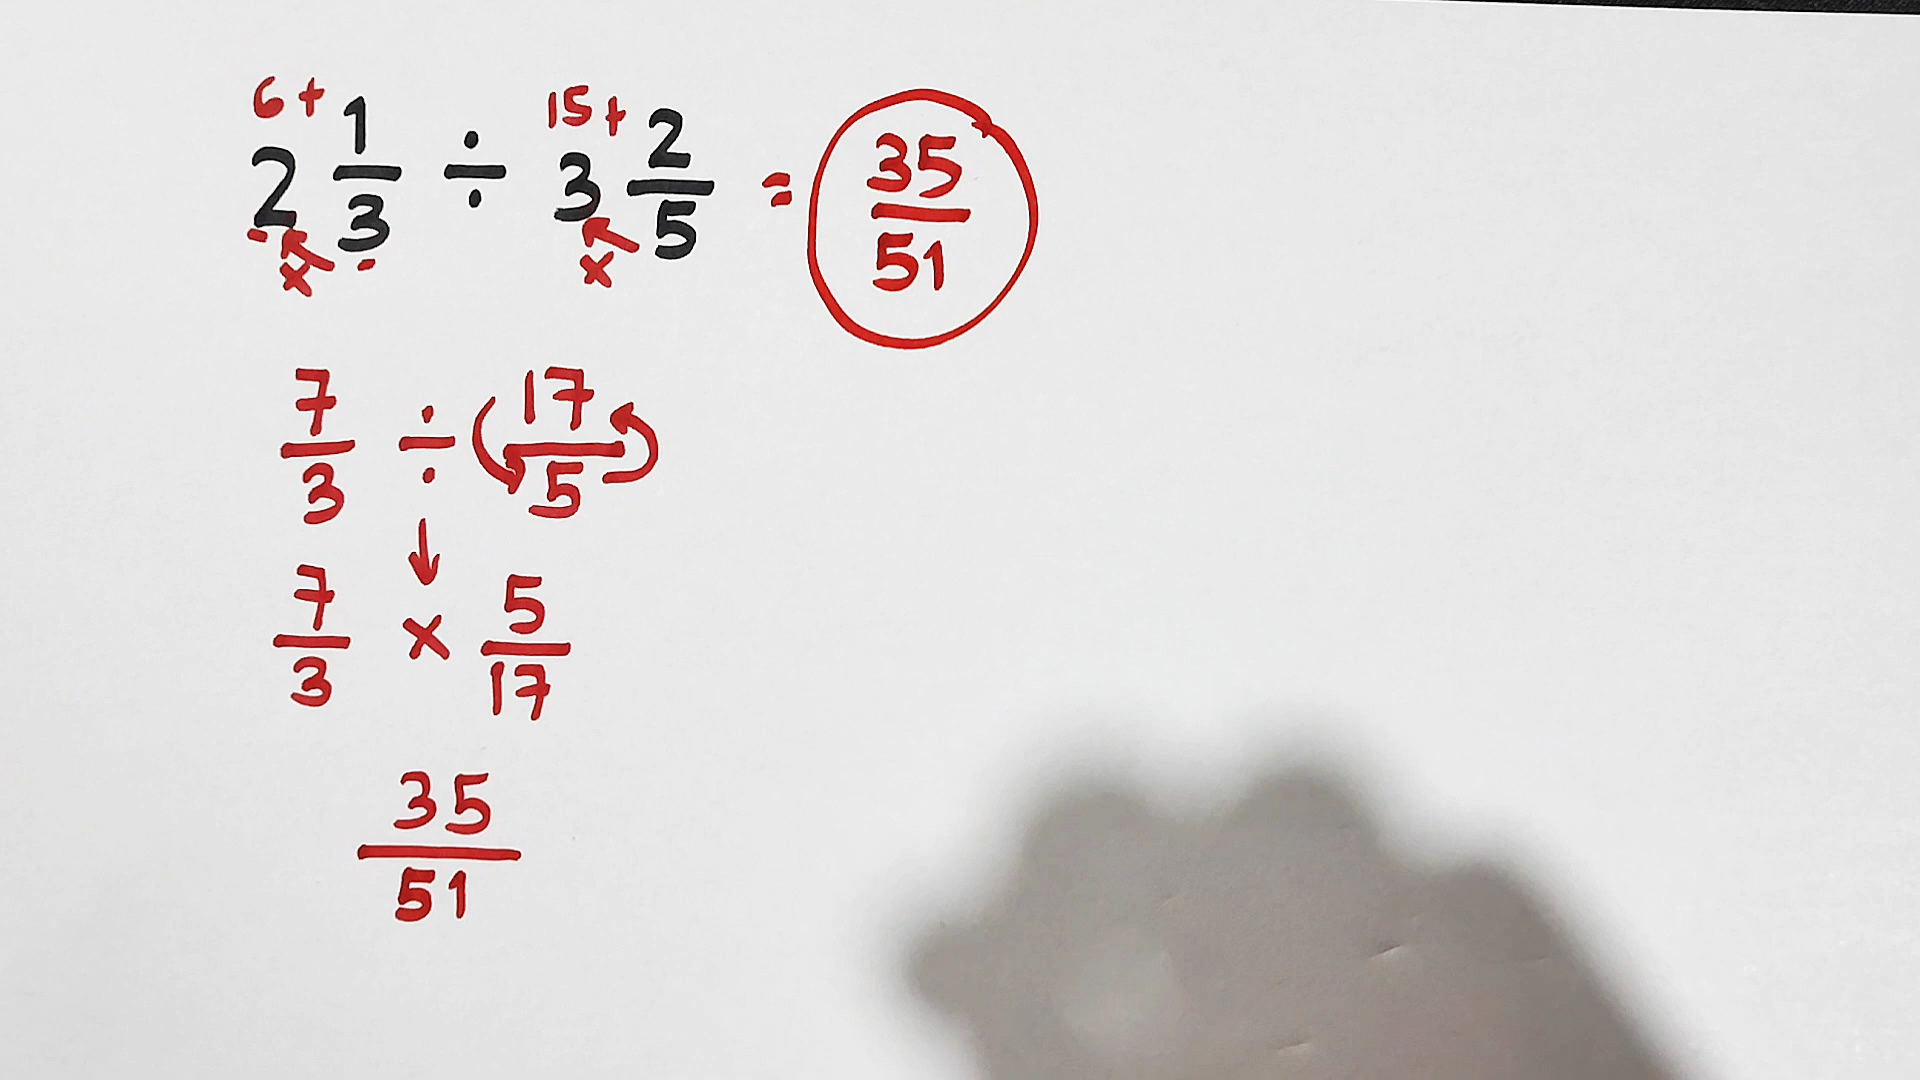 6+ 15+
2 1/3 ÷ 3 2/5 = 35/51
x x
7/3 ÷ 17/5
7/3 x 5/17
35/51